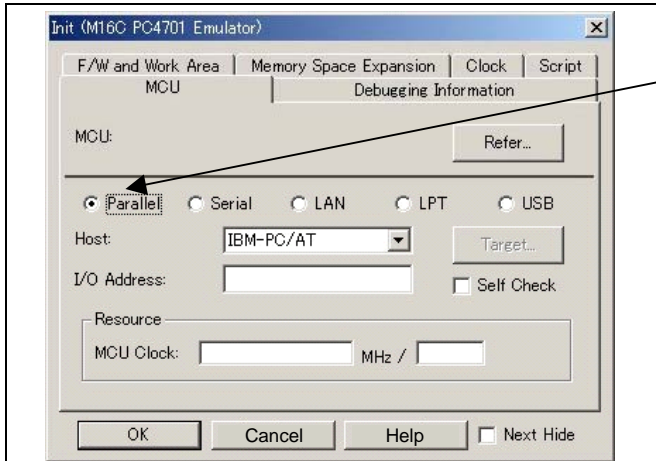 Init (M16C PC4701 Emulator)
F/W and Work Area Memory Space Expansion Clock Script
MCU Debugging Information
MCU: Refer...
Parallel Serial LAN LPT USB
Host: IBM-PC/AT Target...
I/O Address: Self Check
Resource
MCU Clock: MHz /
OK Cancel Help Next Hide